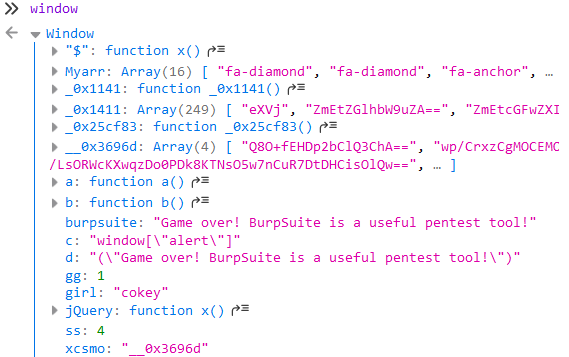 window
Window
"$": function x()
Myarr: Array(16) [ "fa-diamond", "fa-diamond", "fa-anchor", …
_0x1141: function _0x1141()
_0x1411: Array(249) [ "eXVj", "ZmEtZGlhbW9uZA==", "ZmEtcGFwZXI
_0x25cf83: function _0x25cf83()
__0x3696d: Array(4) [ "Q8O+fEHDp2bClQ3ChA==", "wp/CrxzCgMOCEMC
/LsORWcKXwqzDo0PDk8KTNsO5w7nCuR7DtDHCisOlQw==", … ]
a: function a()
b: function b()
burpsuite: "Game over! BurpSuite is a useful pentest tool!"
c: "window[\"alert\"]"
d: "(\"Game over! BurpSuite is a useful pentest tool!\")"
gg: 1
girl: "cokey"
jQuery: function x()
ss: 4
xcsmo: "__0x3696d"